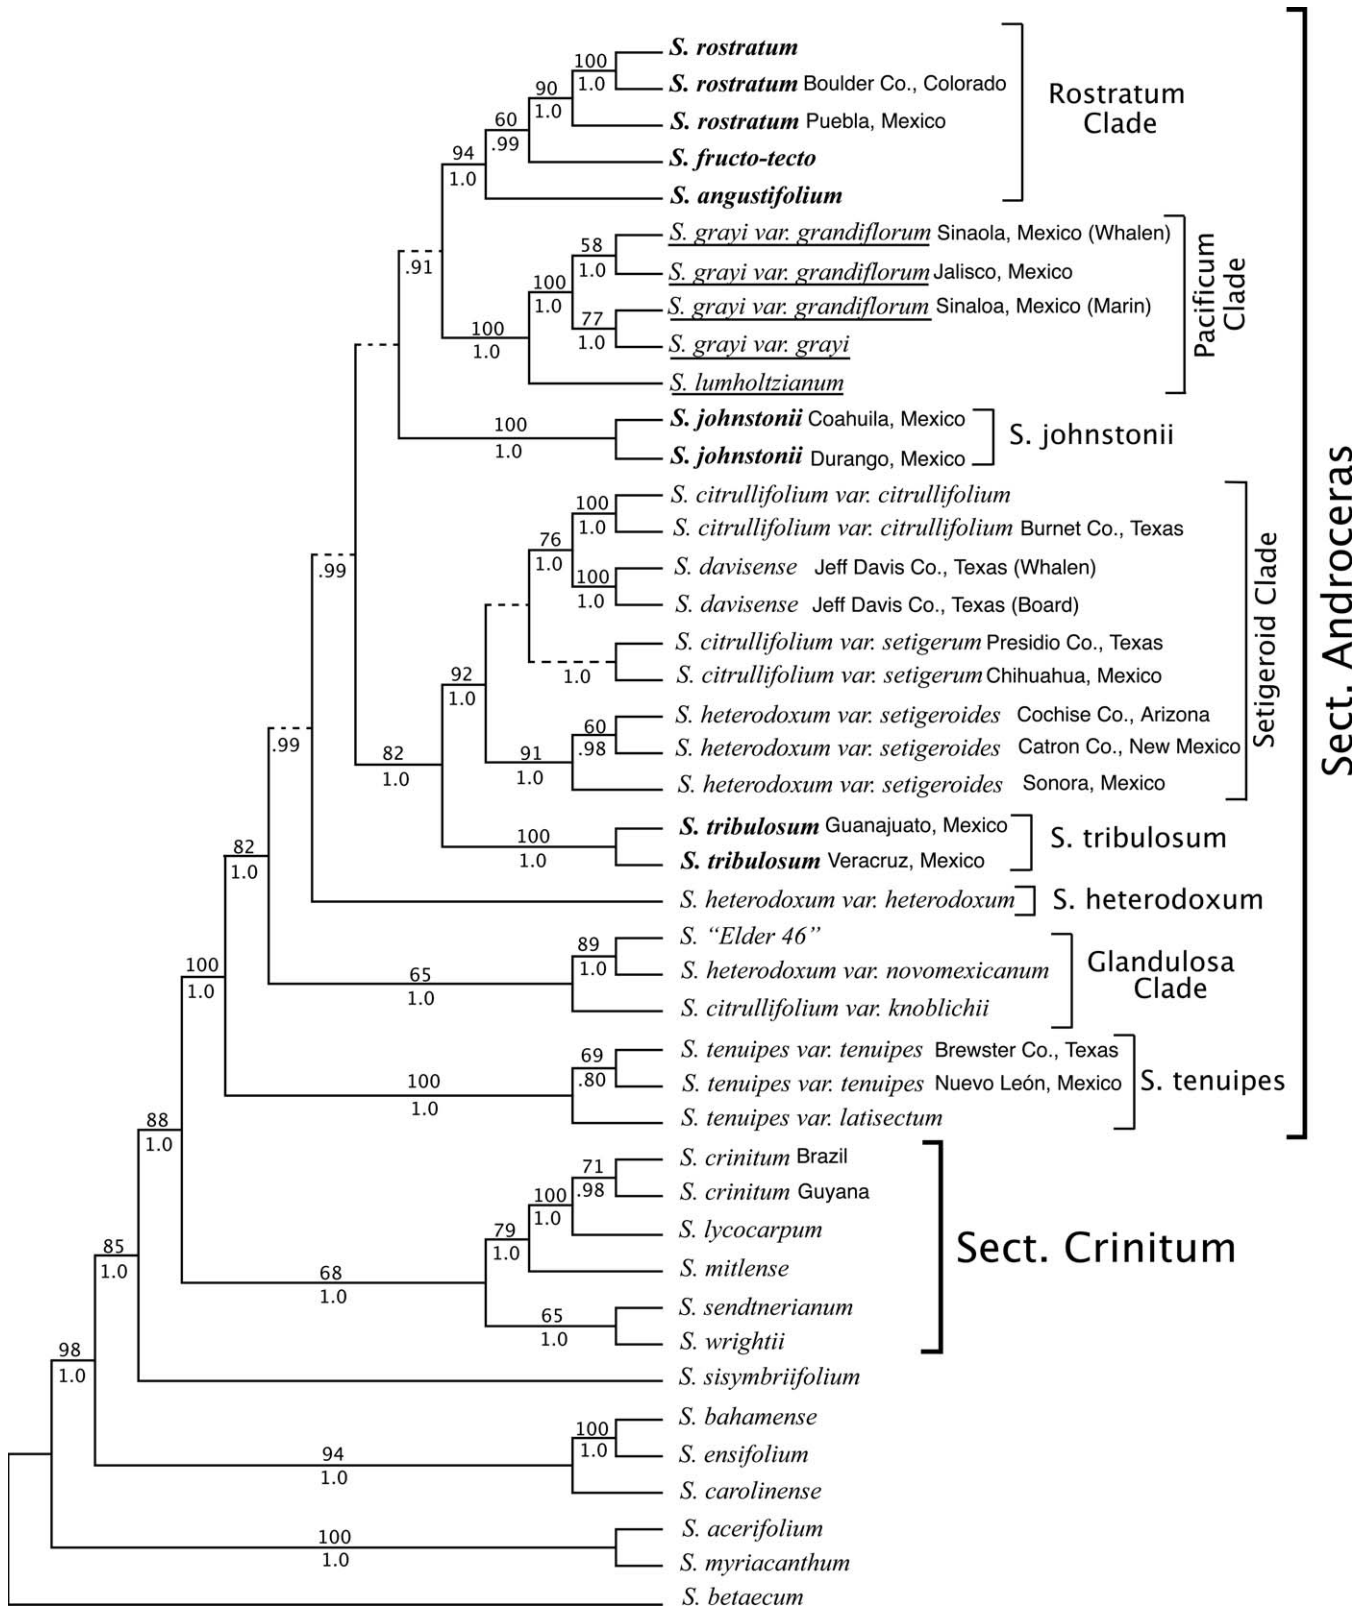 S. rostratum
100
1.0
S. rostratum Boulder Co., Colorado
90
1.0
S. rostratum Puebla, Mexico
60
.99
S. fructo-tecto
94
1.0
S. angustifolium
Rostratum
Clade
S. grayi var. grandiflorum Sinaola, Mexico (Whalen)
58
1.0
S. grayi var. grandiflorum Jalisco, Mexico
.91
100
1.0
S. grayi var. grandiflorum Sinaloa, Mexico (Marin)
77
1.0
S. grayi var. grayi
100
1.0
S. lumholtzianum
Pacificum
Clade
S. johnstonii Coahuila, Mexico
100
1.0
S. johnstonii Durango, Mexico
S. johnstonii
S. citrullifolium var. citrullifolium
100
1.0
S. citrullifolium var. citrullifolium Burnet Co., Texas
76
1.0
S. davisense Jeff Davis Co., Texas (Whalen)
100
1.0
S. davisense Jeff Davis Co., Texas (Board)
.99
S. citrullifolium var. setigerum Presidio Co., Texas
1.0
S. citrullifolium var. setigerum Chihuahua, Mexico
92
1.0
S. heterodoxum var. setigeroides Cochise Co., Arizona
60
.98
S. heterodoxum var. setigeroides Catron Co., New Mexico
91
1.0
S. heterodoxum var. setigeroides Sonora, Mexico
Setigeroid Clade
.99
82
1.0
S. tribulosum Guanajuato, Mexico
100
1.0
S. tribulosum Veracruz, Mexico
S. tribulosum
82
1.0
S. heterodoxum var. heterodoxum
S. heterodoxum
S. “Elder 46”
89
1.0
S. heterodoxum var. novomexicanum
65
1.0
S. citrullifolium var. knoblichii
Glandulosa
Clade
100
1.0
S. tenuipes var. tenuipes Brewster Co., Texas
69
.80
S. tenuipes var. tenuipes Nuevo León, Mexico
100
1.0
S. tenuipes var. latisectum
S. tenuipes
Sect. Androceras
88
1.0
S. crinitum Brazil
71
.98
S. crinitum Guyana
100
1.0
S. lycocarpum
79
1.0
S. mitlense
68
1.0
S. sendtnerianum
65
1.0
S. wrightii
Sect. Crinitum
85
1.0
S. sisymbriifolium
98
1.0
S. bahamense
100
1.0
S. ensifolium
94
1.0
S. carolinense
S. acerifolium
100
1.0
S. myriacanthum
S. betaecum